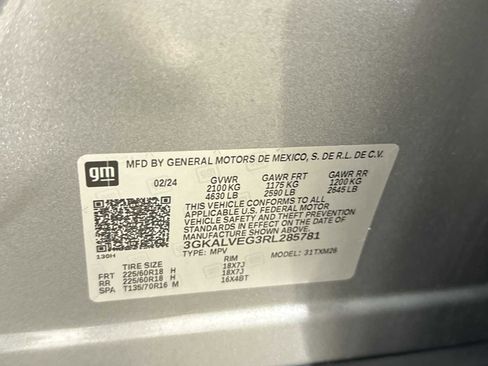 gm
MFD BY GENERAL MOTORS DE MEXICO, S. DE R.L. DE C.V.
02/24 GVWR GAWR FRT GAWR RR
2100 KG 1175 KG 1200 KG
4630 LB 2590 LB 2645 LB
THIS VEHICLE CONFORMS TO ALL
APPLICABLE U.S. FEDERAL MOTOR
VEHICLE SAFETY AND THEFT PREVENTION
STANDARDS IN EFFECT ON THE DATE OF
MANUFACTURE SHOWN ABOVE.
3GKALVEG3RL285781
TYPE: MPV MODEL: 31TXM26
130H
TIRE SIZE RIM
FRT 225/60R18 H 18X7J
RR 225/60R18 H 18X7J
SPA T135/70R16 M 16X4BT